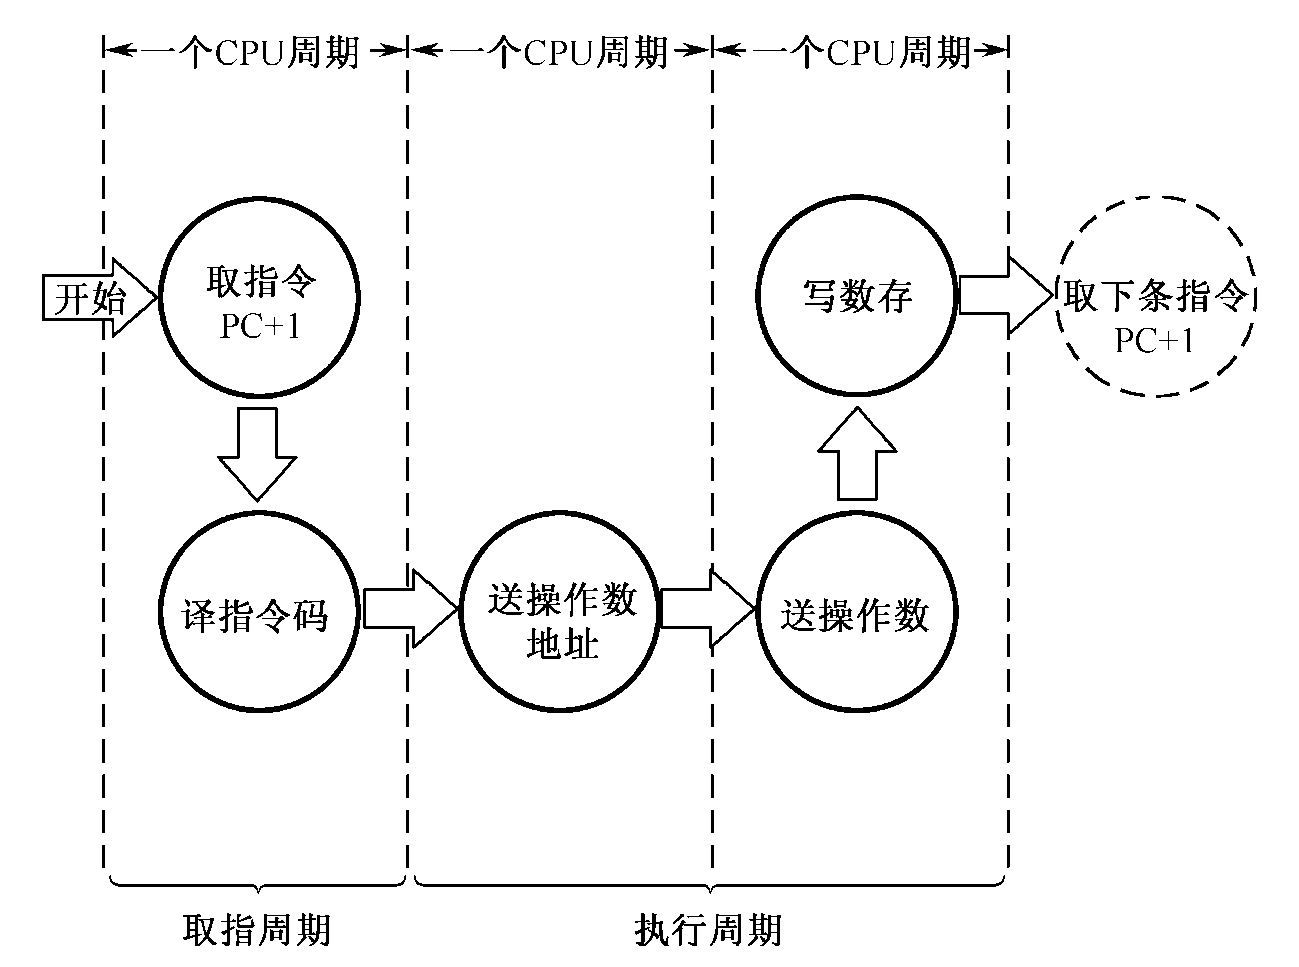 一个CPU周期
一个CPU周期
一个CPU周期
开始
取指令
PC+1
写数存
取下条指令
PC+1
译指令码
送操作数
地址
送操作数
取指周期
执行周期